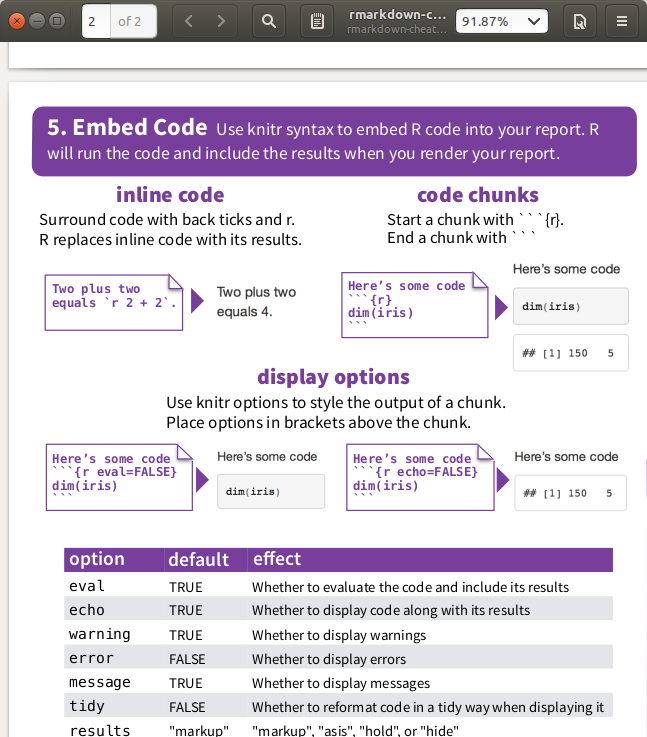 2 of 2
rmarkdown-c...
rmarkdown-cheat...
91.87%
5. Embed Code Use knitr syntax to embed R code into your report. R
will run the code and include the results when you render your report.
inline code
Surround code with back ticks and r.
R replaces inline code with its results.
Two plus two
equals `r 2 + 2`.
Two plus two
equals 4.
code chunks
Start a chunk with ```{r}.
End a chunk with ```
Here's some code
```{r}
dim(iris)
```
Here's some code
dim(iris)
## [1] 150   5
display options
Use knitr options to style the output of a chunk.
Place options in brackets above the chunk.
Here's some code
```{r eval=FALSE}
dim(iris)
```
Here's some code
dim(iris)
Here's some code
```{r echo=FALSE}
dim(iris)
```
Here's some code
## [1] 150   5
option default effect
eval TRUE Whether to evaluate the code and include its results
echo TRUE Whether to display code along with its results
warning TRUE Whether to display warnings
error FALSE Whether to display errors
message TRUE Whether to display messages
tidy FALSE Whether to reformat code in a tidy way when displaying it
results "markup" "markup", "asis", "hold", or "hide"